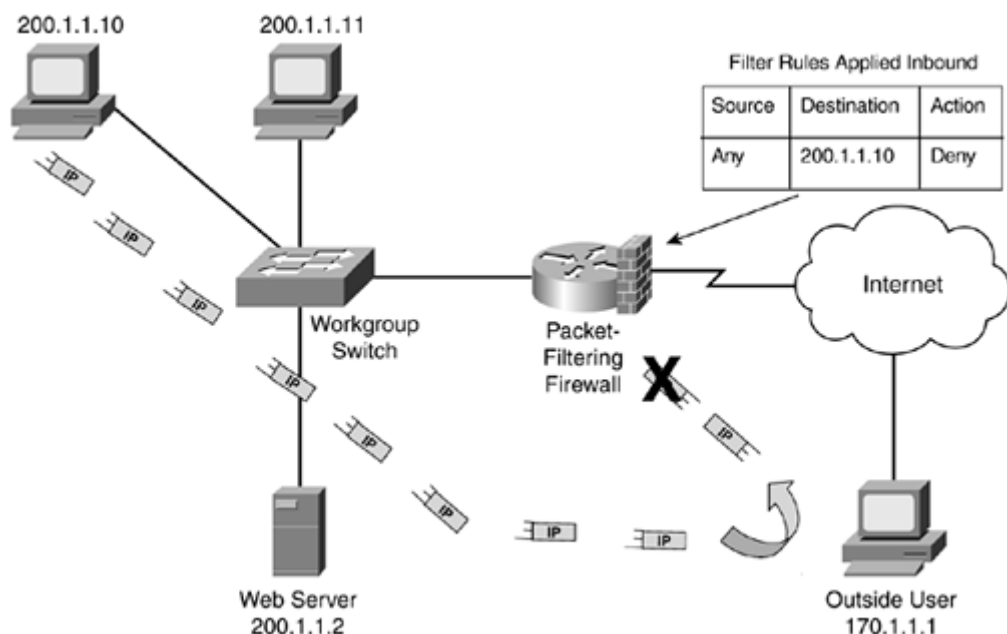 200.1.1.10
200.1.1.11
Filter Rules Applied Inbound
Source Destination Action
Any 200.1.1.10 Deny
IP
IP
IP
Workgroup
Switch
Packet-
Filtering
Firewall
Internet
IP
IP
IP
IP
IP
IP
X
IP
Web Server
200.1.1.2
Outside User
170.1.1.1